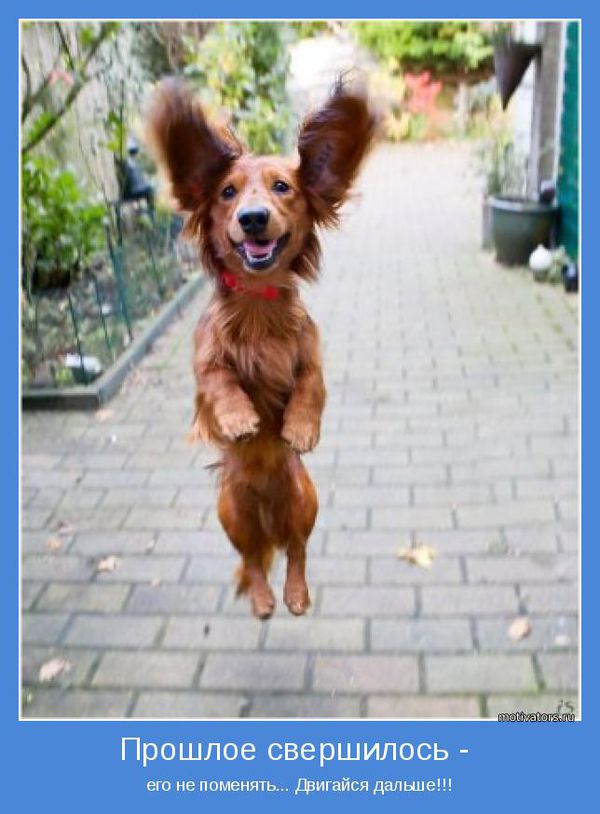 motivators.ru
Прошлое свершилось -
его не поменять... Двигайся дальше!!!